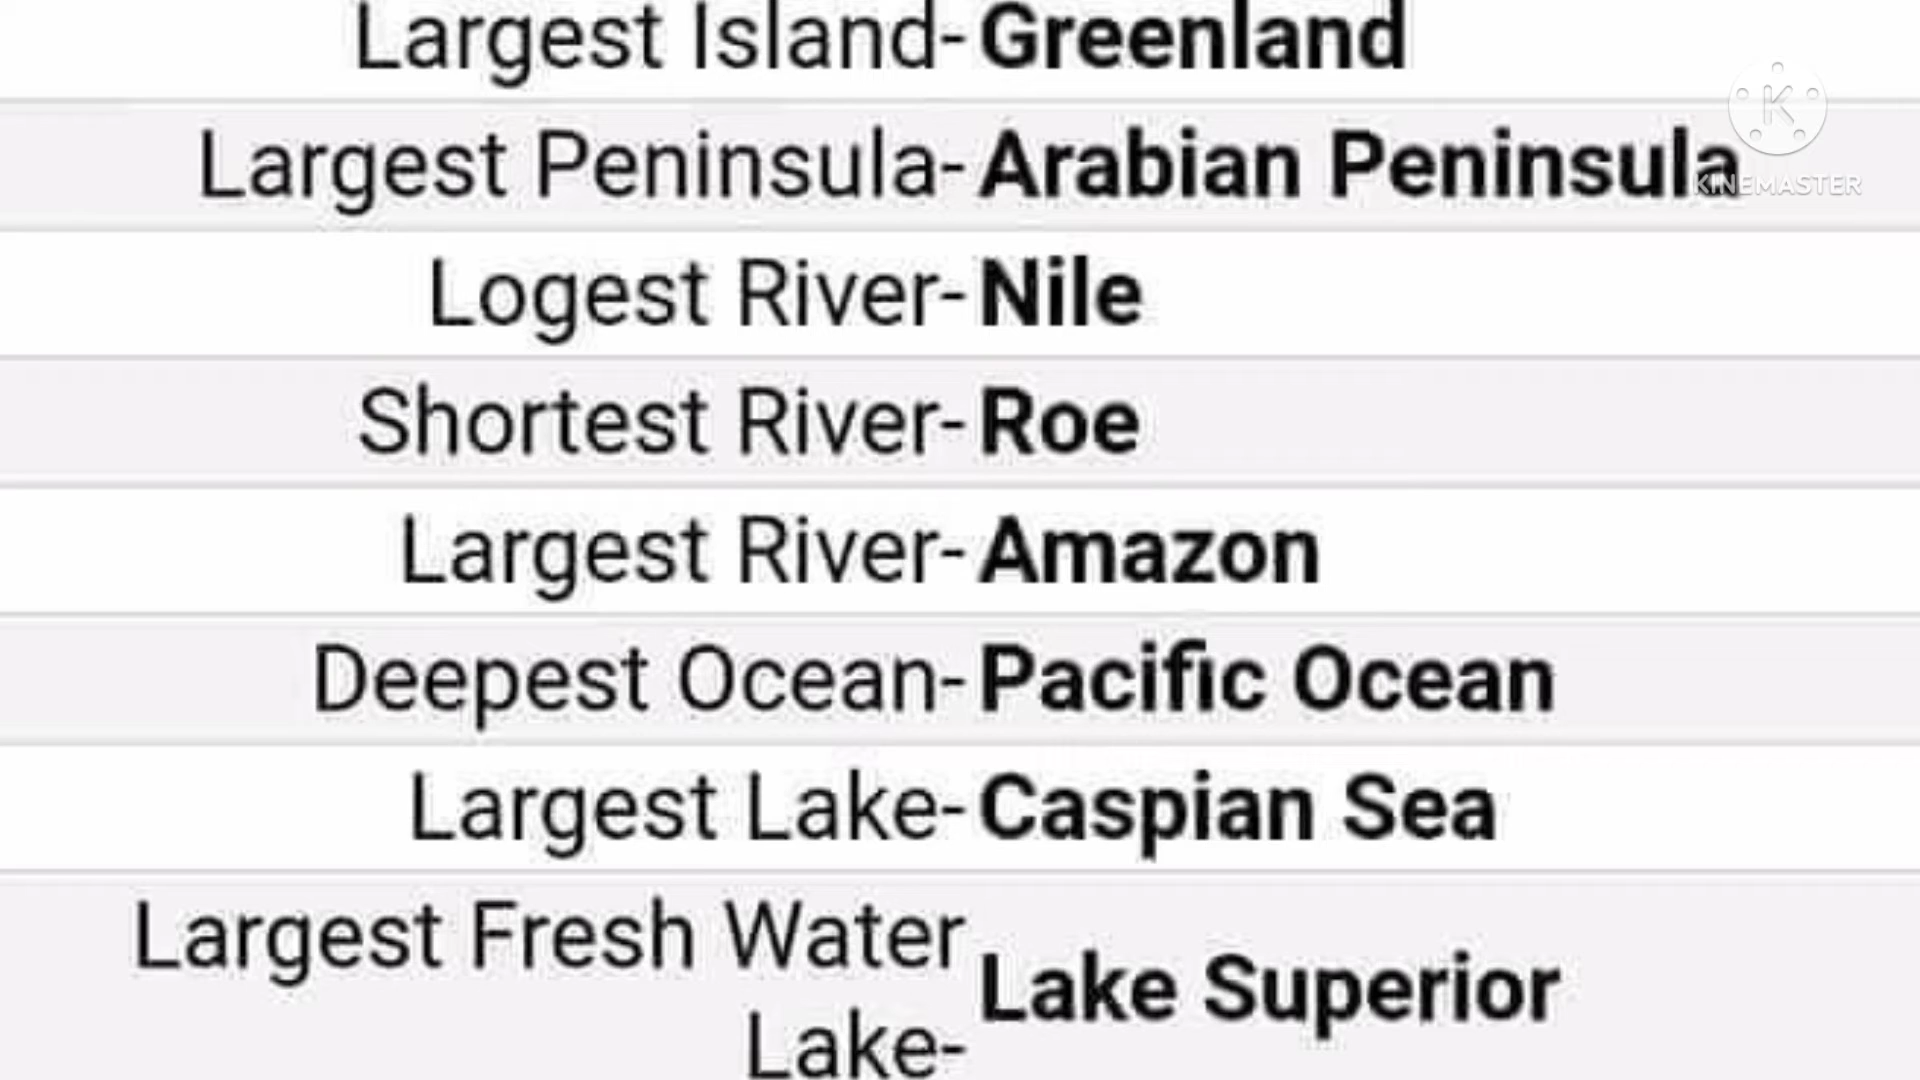 Largest Island- Greenland
Largest Peninsula- Arabian Peninsula
Logest River- Nile
Shortest River- Roe
Largest River- Amazon
Deepest Ocean- Pacific Ocean
Largest Lake- Caspian Sea
Largest Fresh Water
Lake- Lake Superior
K
KINEMASTER